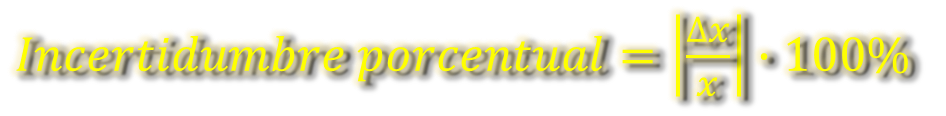 Incertidumbre porcentual = |Δx/x| · 100%